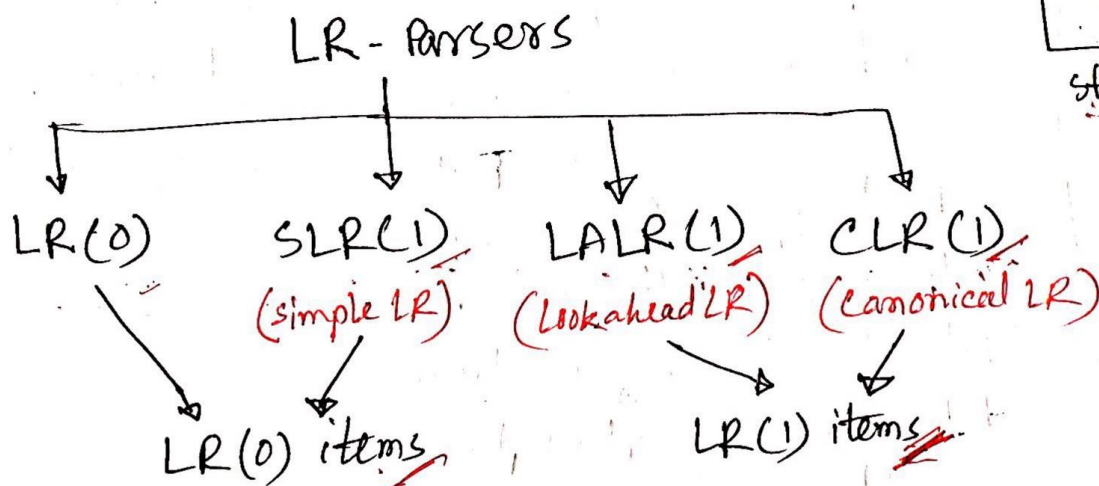 LR - Parsers
LR(0) SLR(1) LALR(1) CLR(1)
(simple LR) (Lookahead LR) (canonical LR)
LR(0) items LR(1) items